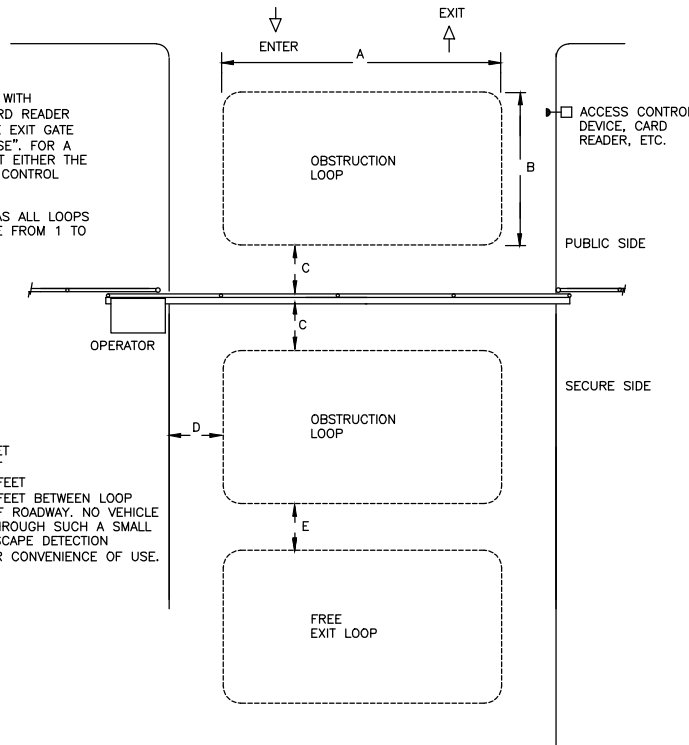 EXIT
ENTER
A
WITH
RD READER
E EXIT GATE
SE". FOR A
T EITHER THE
CONTROL
AS ALL LOOPS
E FROM 1 TO
OBSTRUCTION
LOOP
B
ACCESS CONTROL
DEVICE, CARD
READER, ETC.
PUBLIC SIDE
C
C
OPERATOR
SECURE SIDE
OBSTRUCTION
LOOP
D
ET
FEET
FEET BETWEEN LOOP
F ROADWAY. NO VEHICLE
HROUGH SUCH A SMALL
SCAPE DETECTION
R CONVENIENCE OF USE.
E
FREE
EXIT LOOP